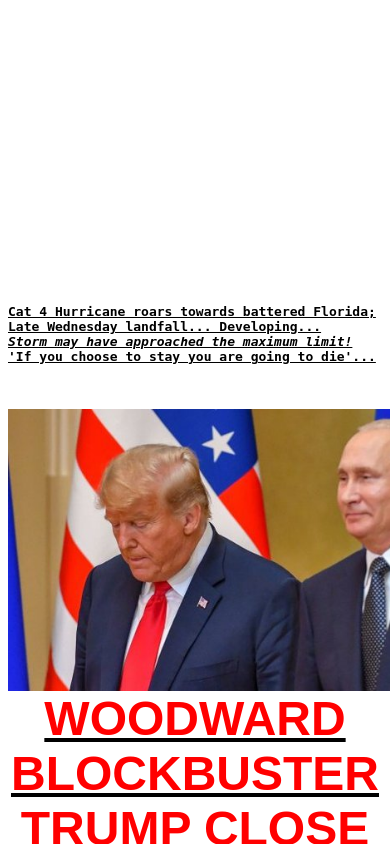 Cat 4 Hurricane roars towards battered Florida;
Late Wednesday landfall... Developing...
Storm may have approached the maximum limit!
'If you choose to stay you are going to die'...
WOODWARD
BLOCKBUSTER
TRUMP CLOSE